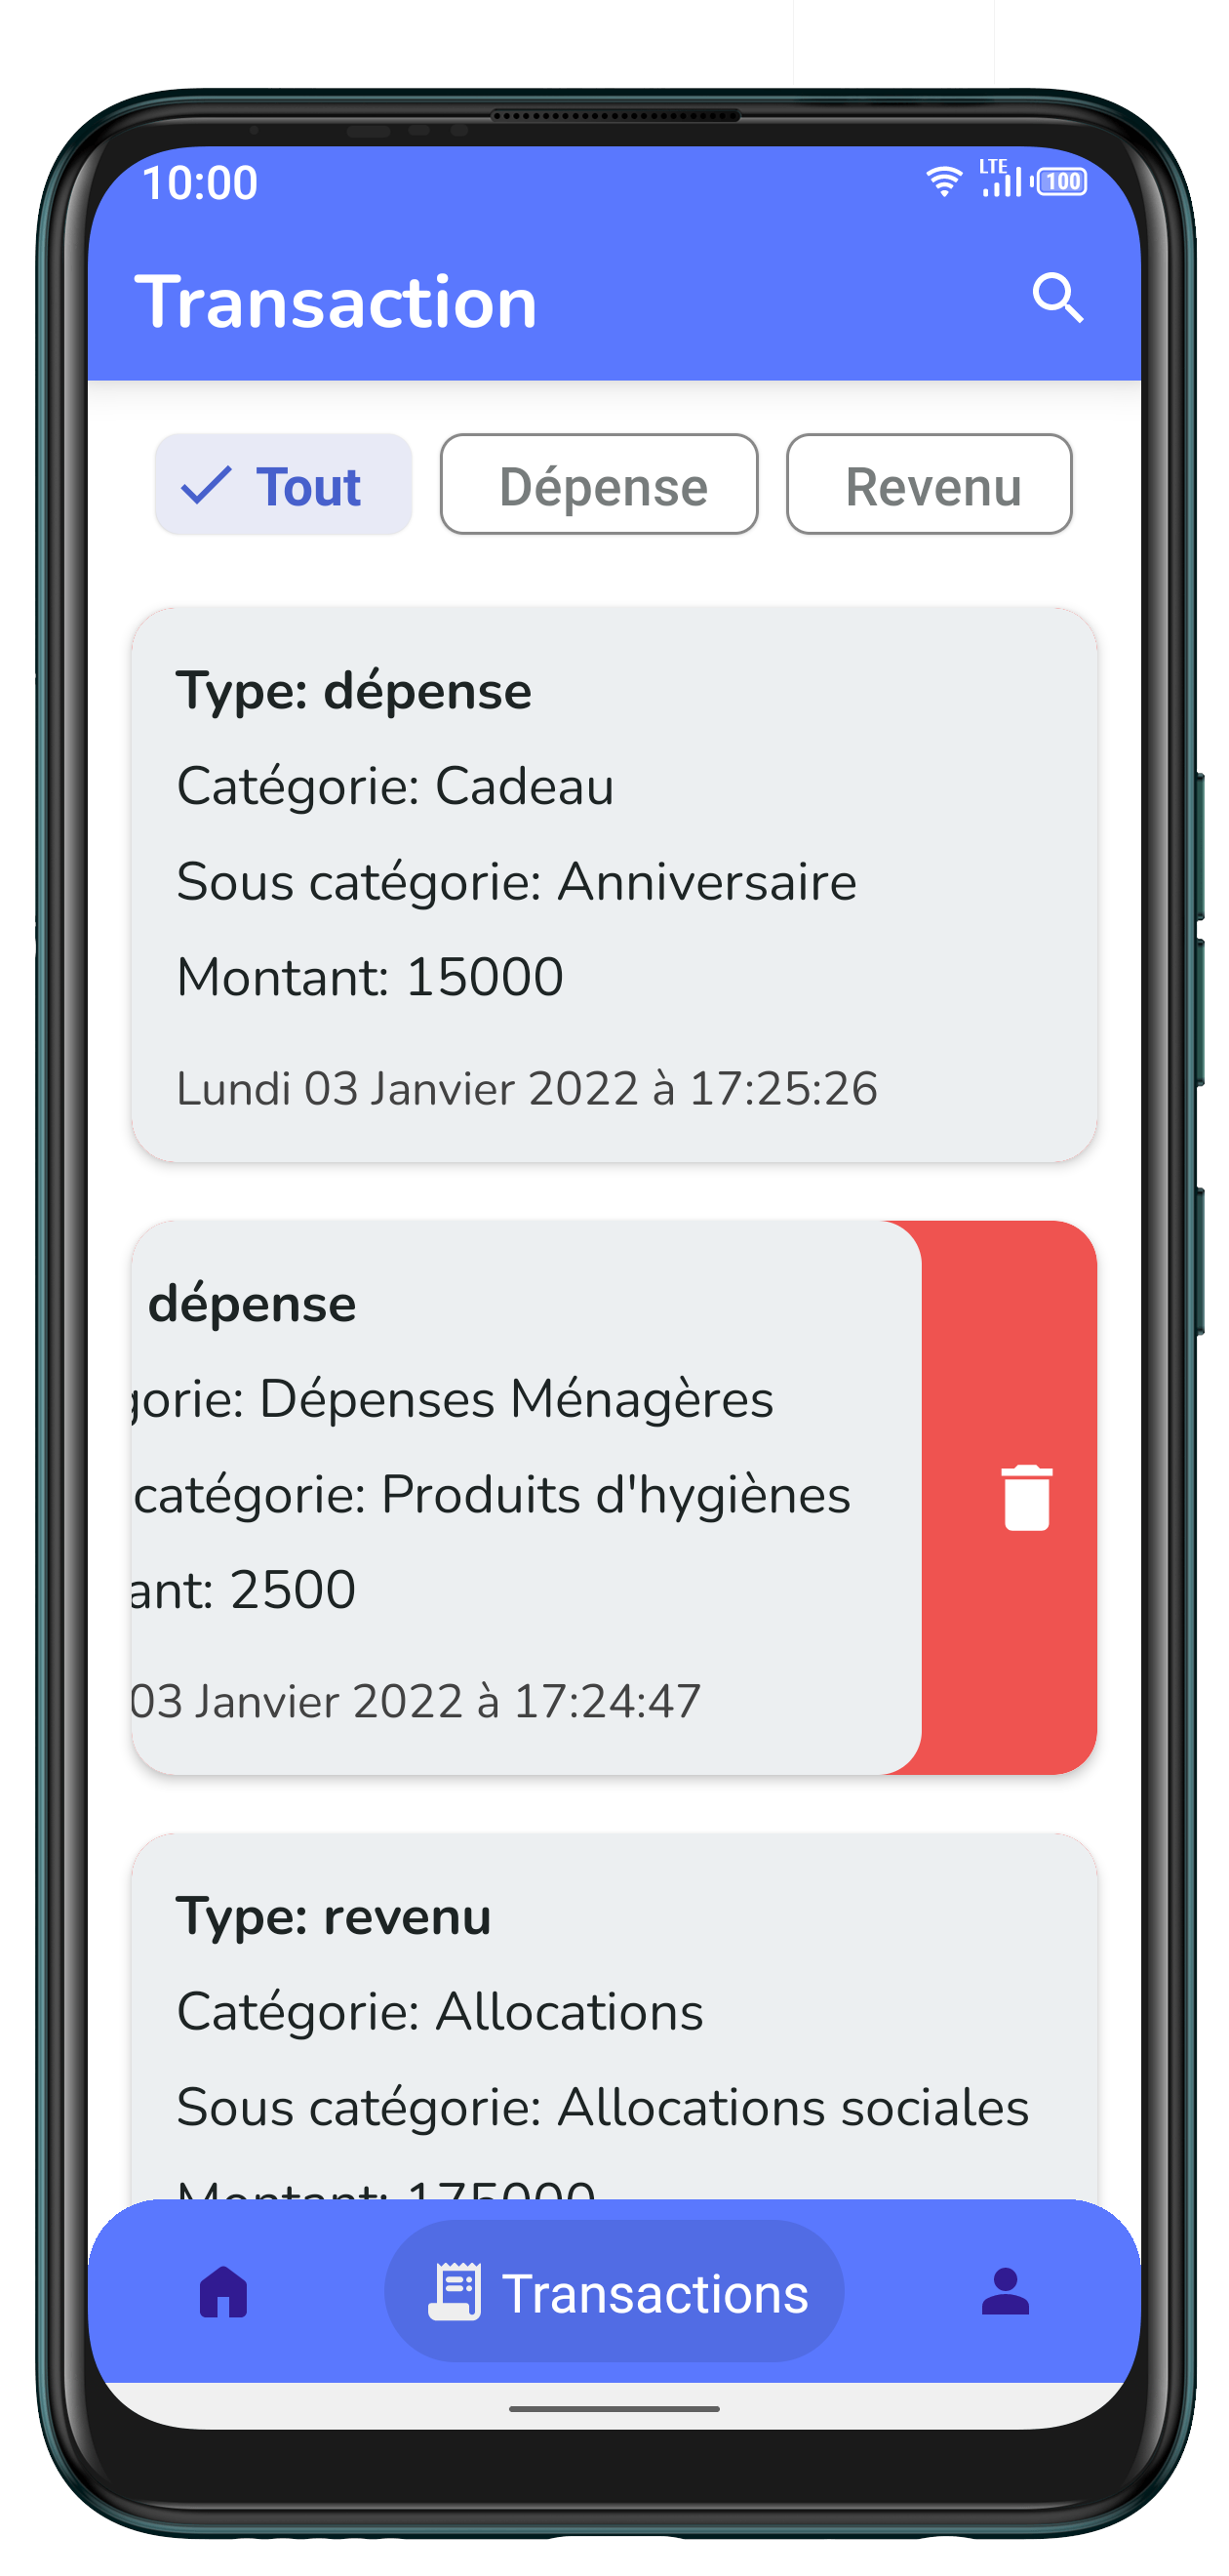 10:00 LTE 100
Transaction
Tout Dépense Revenu
Type: dépense
Catégorie: Cadeau
Sous catégorie: Anniversaire
Montant: 15000
Lundi 03 Janvier 2022 à 17:25:26
dépense
gorie: Dépenses Ménagères
catégorie: Produits d'hygiènes
ant: 2500
03 Janvier 2022 à 17:24:47
Type: revenu
Catégorie: Allocations
Sous catégorie: Allocations sociales
Montant: 175000
Transactions